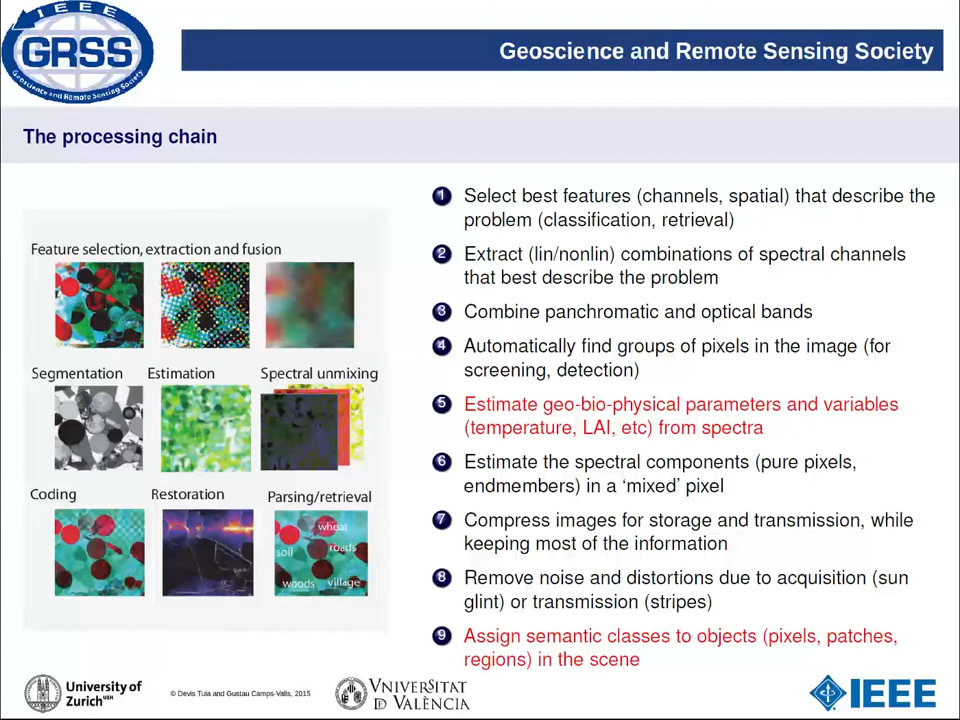 IEEE
GRSS
Geoscience and Remote Sensing Society
Geoscience and Remote Sensing Society
The processing chain
Feature selection, extraction and fusion
Segmentation
Estimation
Spectral unmixing
Coding
Restoration
Parsing/retrieval
wheat
soil
roads
woods
village
1 Select best features (channels, spatial) that describe the
problem (classification, retrieval)
2 Extract (lin/nonlin) combinations of spectral channels
that best describe the problem
3 Combine panchromatic and optical bands
4 Automatically find groups of pixels in the image (for
screening, detection)
5 Estimate geo-bio-physical parameters and variables
(temperature, LAI, etc) from spectra
6 Estimate the spectral components (pure pixels,
endmembers) in a ‘mixed’ pixel
7 Compress images for storage and transmission, while
keeping most of the information
8 Remove noise and distortions due to acquisition (sun
glint) or transmission (stripes)
9 Assign semantic classes to objects (pixels, patches,
regions) in the scene
University of
Zurich UZH
© Devis Tuia and Gustau Camps-Valls, 2015
VNIVERSITAT
ID VALÈNCIA
IEEE